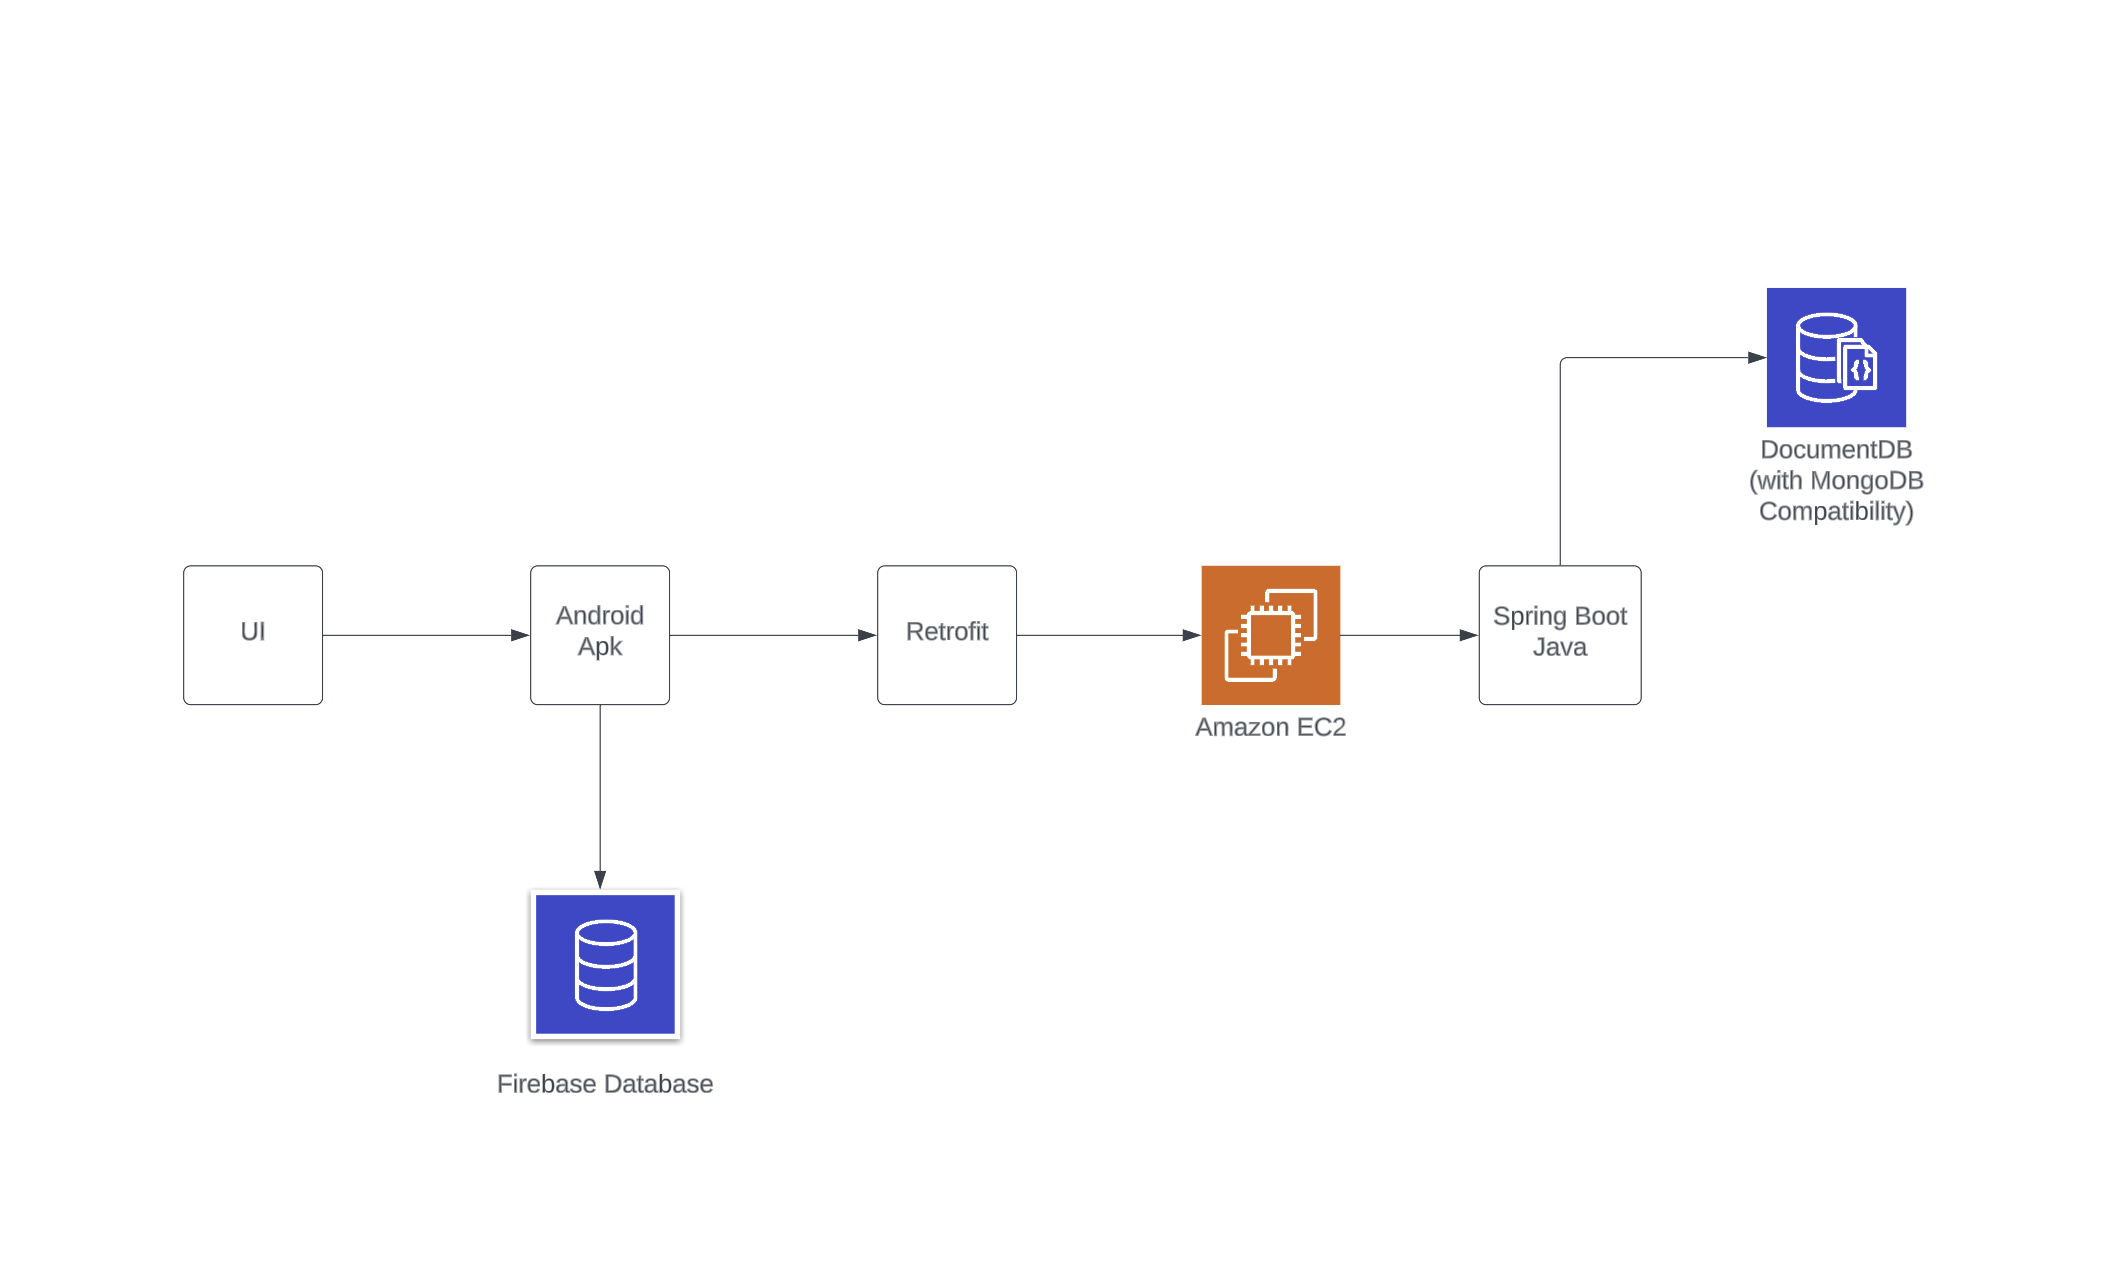 UI
Android
Apk
Retrofit
Amazon EC2
Spring Boot
Java
DocumentDB
(with MongoDB
Compatibility)
Firebase Database